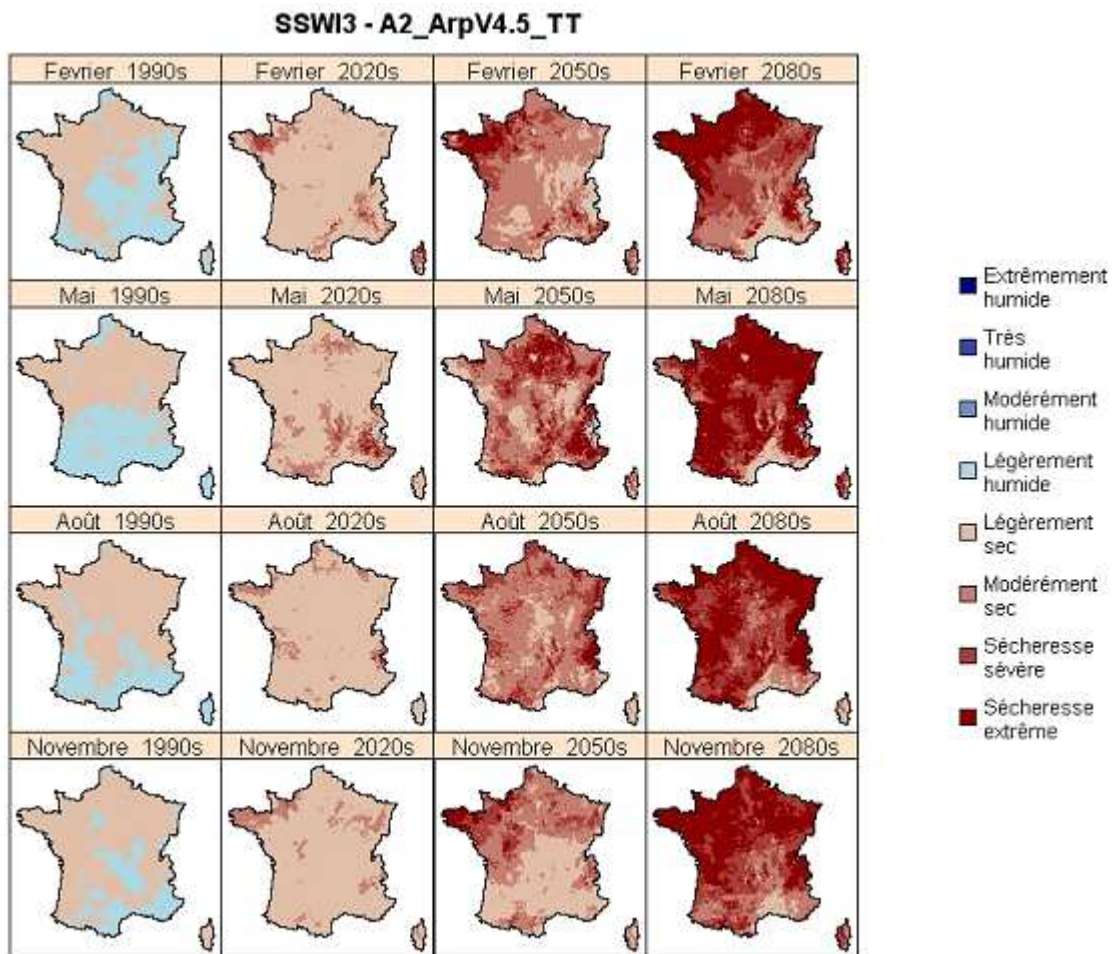 SSWI3 - A2_ArpV4.5_TT
Fevrier 1990s
Fevrier 2020s
Fevrier 2050s
Fevrier 2080s
Mai 1990s
Mai 2020s
Mai 2050s
Mai 2080s
Août 1990s
Août 2020s
Août 2050s
Août 2080s
Novembre 1990s
Novembre 2020s
Novembre 2050s
Novembre 2080s
Extrêmement
humide
Très
humide
Modérément
humide
Légèrement
humide
Légèrement
sec
Modérément
sec
Sécheresse
sévère
Sécheresse
extrême